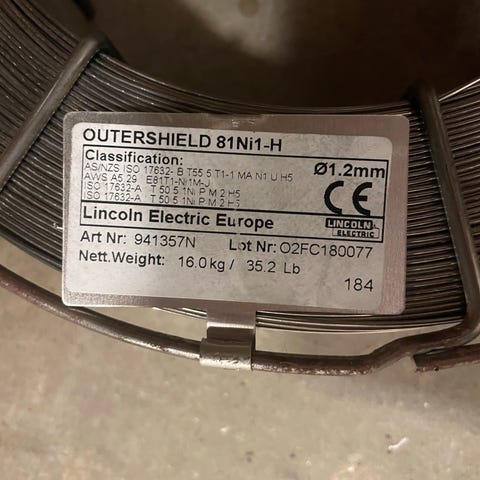 OUTERSHIELD 81Ni1-H
Classification:
AS/NZS ISO 17632- B T55 5 T1-1 MA N1 U H5
AWS A5.29 E81T1-Ni1M-J
ISO 17632-A T 50 5 1Ni P M 2 H5
ISO 17632-A T 50 5 1Ni P M 2 H5
Ø1.2mm
CE
Lincoln Electric Europe
LINCOLN ELECTRIC
Art Nr: 941357N Lot Nr: O2FC180077
Nett.Weight: 16.0kg / 35.2 Lb
184